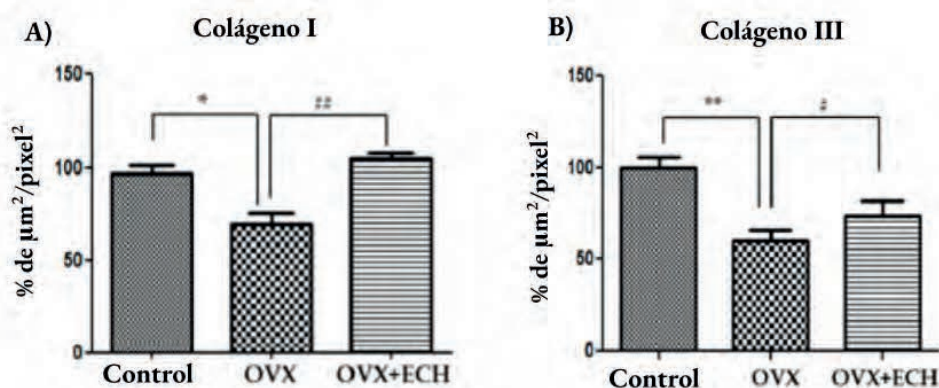 A)
Colágeno I
% de µm²/pixel²
150
100
50
0
*
‡‡
Control
OVX
OVX+ECH
B)
Colágeno III
% de µm²/pixel²
150
100
50
0
**
‡
Control
OVX
OVX+ECH